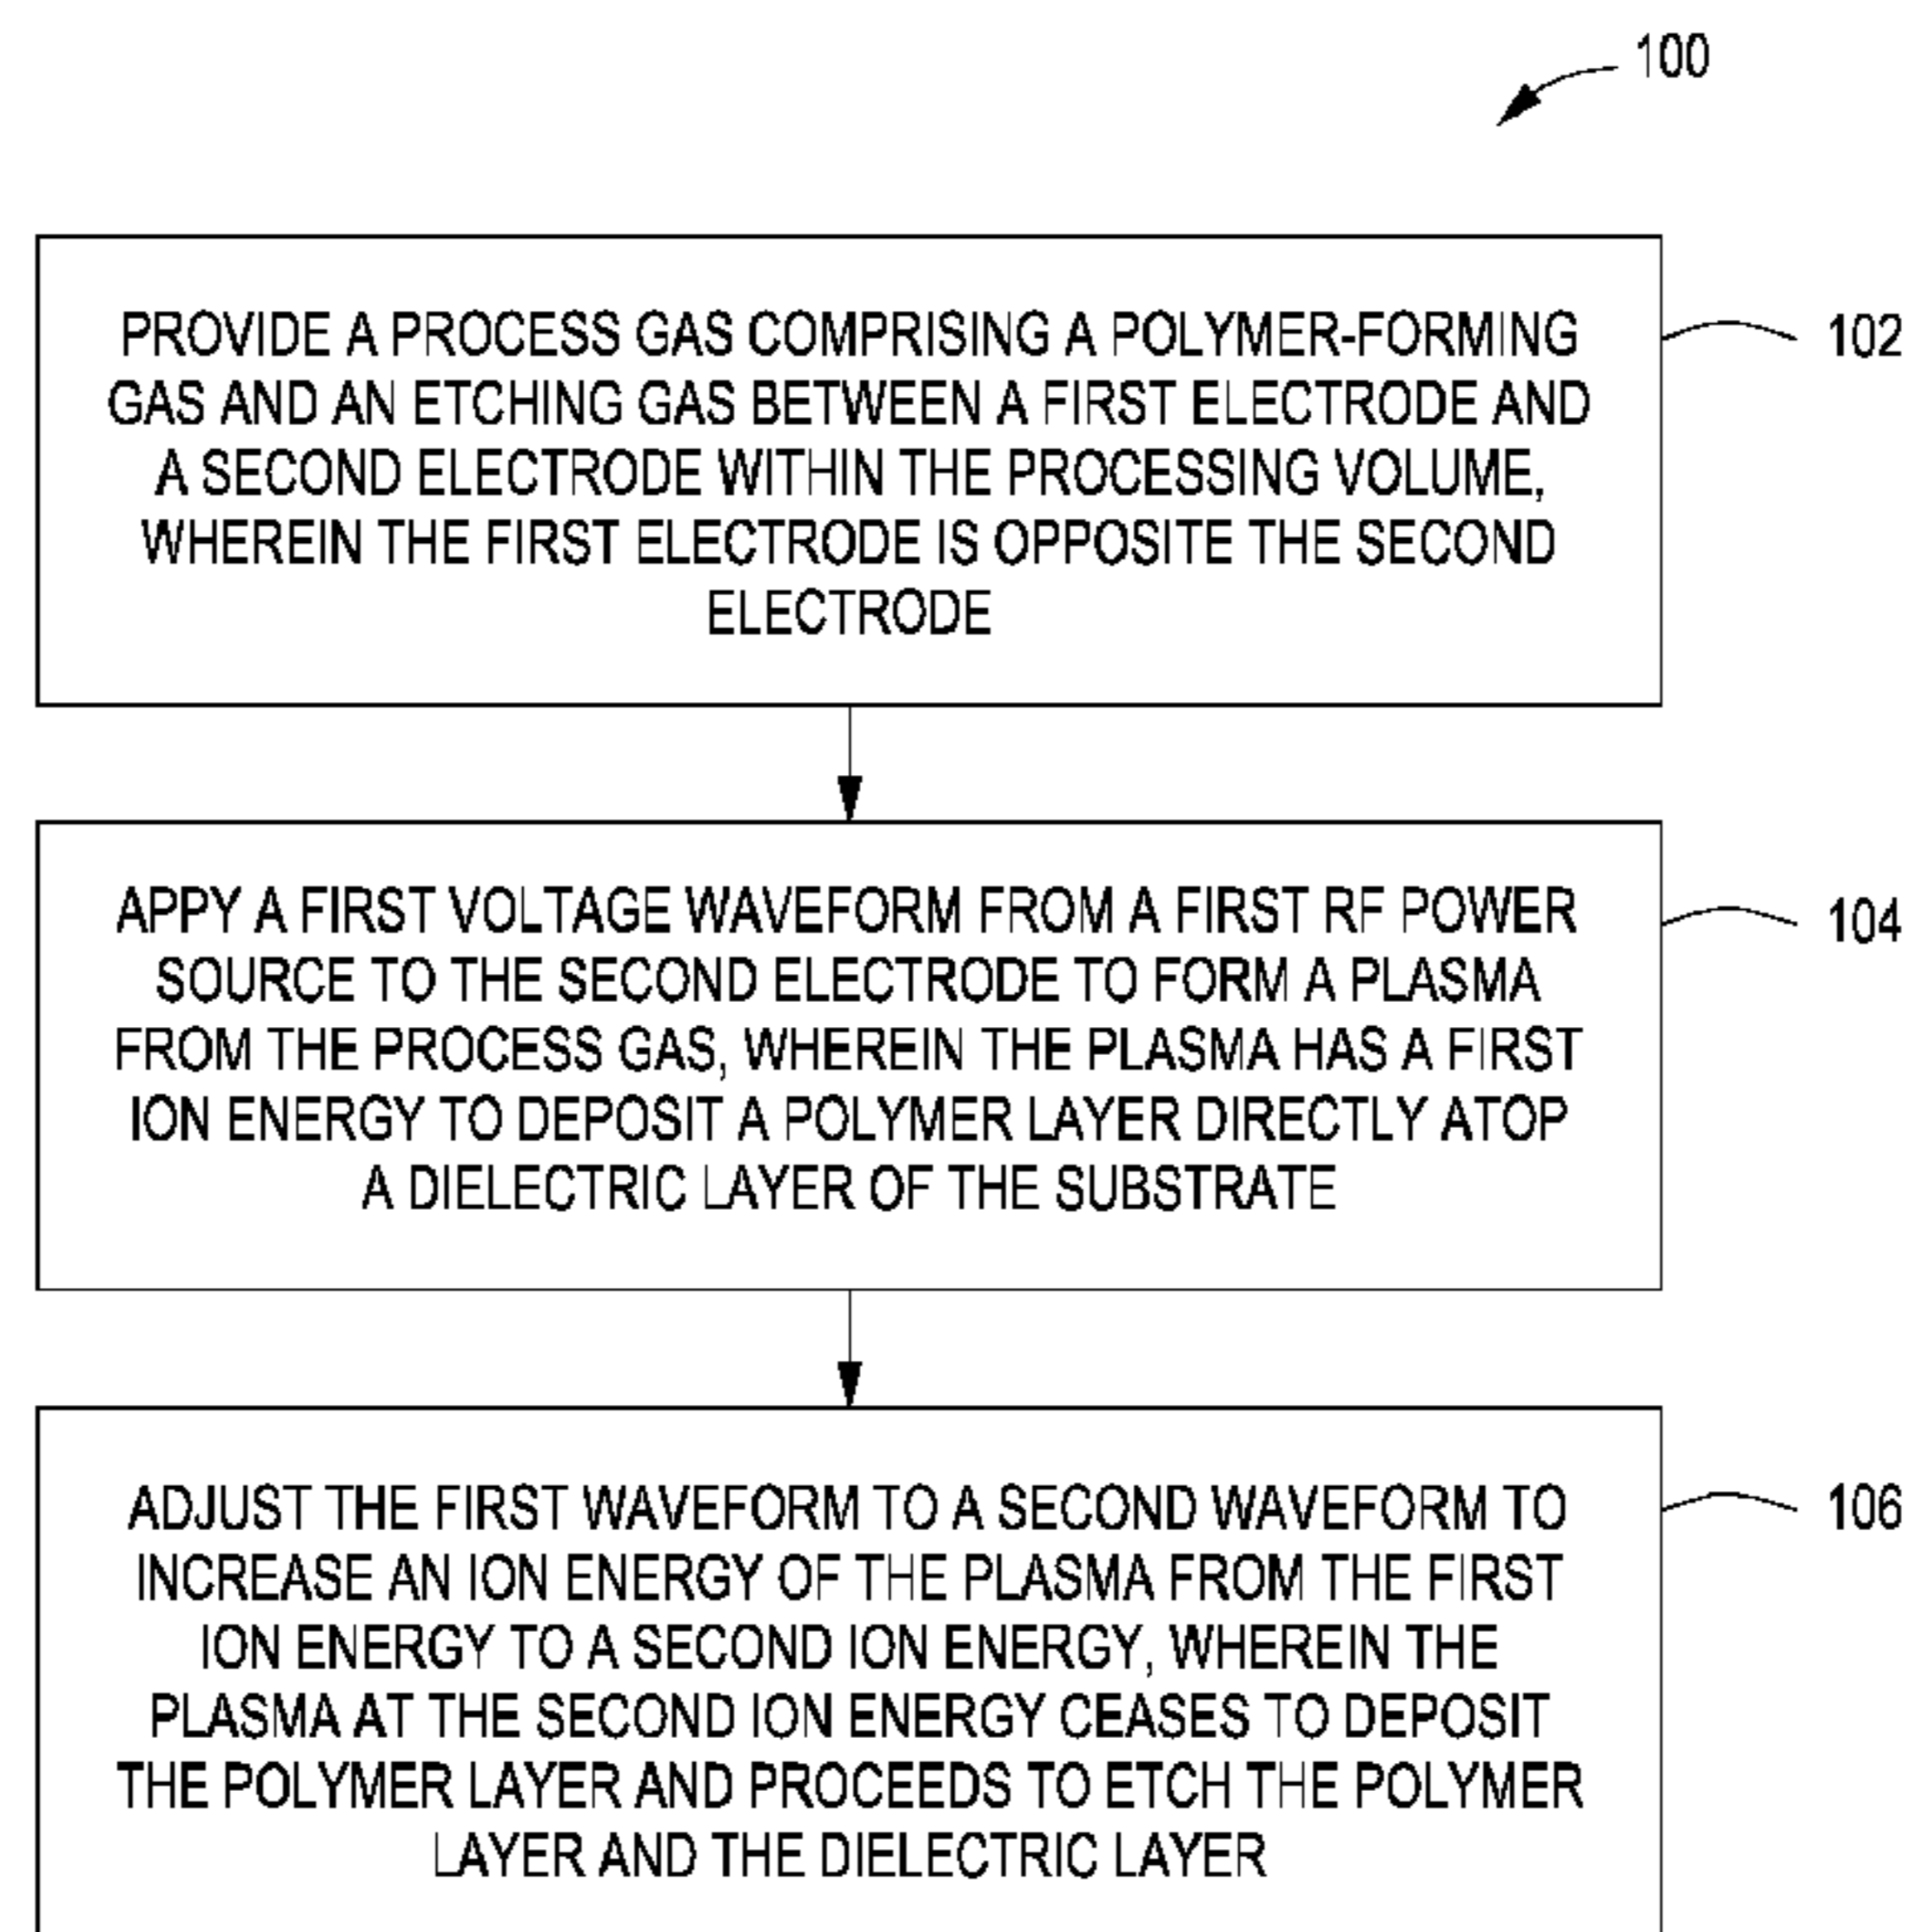 100
PROVIDE A PROCESS GAS COMPRISING A POLYMER-FORMING
GAS AND AN ETCHING GAS BETWEEN A FIRST ELECTRODE AND
A SECOND ELECTRODE WITHIN THE PROCESSING VOLUME,
WHEREIN THE FIRST ELECTRODE IS OPPOSITE THE SECOND
ELECTRODE
102
APPY A FIRST VOLTAGE WAVEFORM FROM A FIRST RF POWER
SOURCE TO THE SECOND ELECTRODE TO FORM A PLASMA
FROM THE PROCESS GAS, WHEREIN THE PLASMA HAS A FIRST
ION ENERGY TO DEPOSIT A POLYMER LAYER DIRECTLY ATOP
A DIELECTRIC LAYER OF THE SUBSTRATE
104
ADJUST THE FIRST WAVEFORM TO A SECOND WAVEFORM TO
INCREASE AN ION ENERGY OF THE PLASMA FROM THE FIRST
ION ENERGY TO A SECOND ION ENERGY, WHEREIN THE
PLASMA AT THE SECOND ION ENERGY CEASES TO DEPOSIT
THE POLYMER LAYER AND PROCEEDS TO ETCH THE POLYMER
LAYER AND THE DIELECTRIC LAYER
106